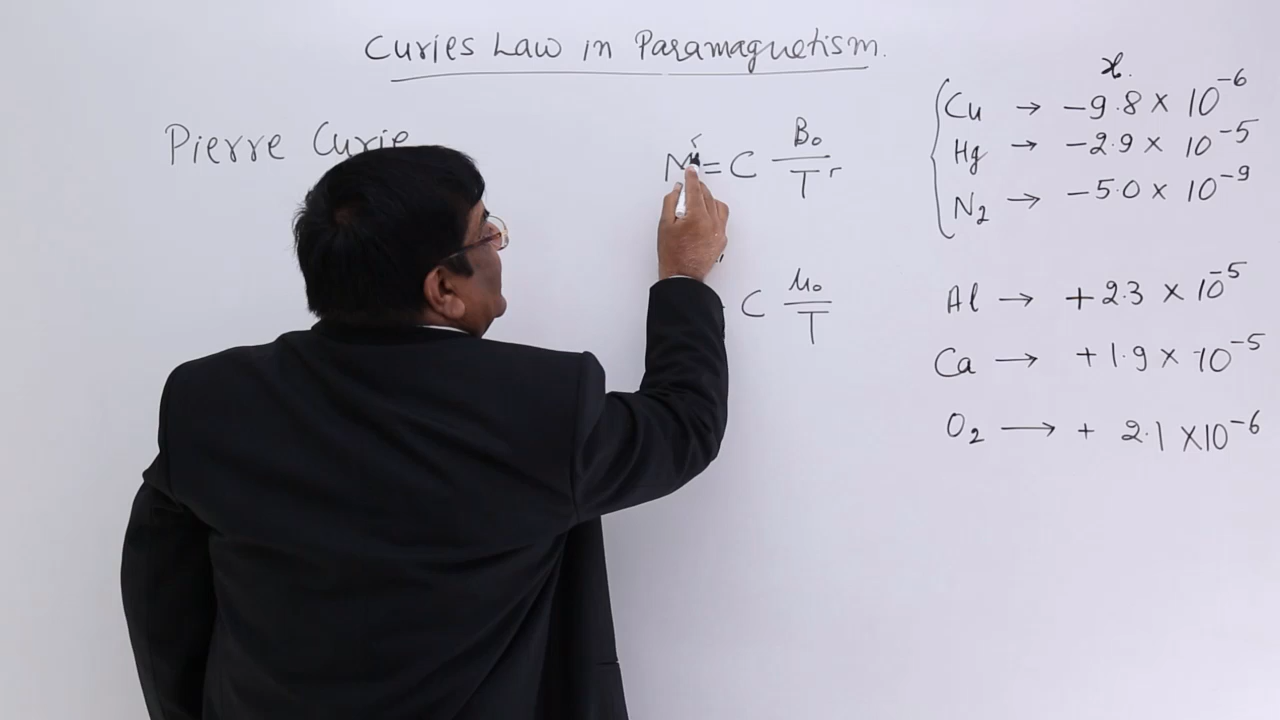 Curies Law in Paramagnetism.
Pierre Curie
M = C B₀ / T
C μ₀ / T
x.
Cu → -9.8 × 10⁻⁶
Hg → -2.9 × 10⁻⁵
N₂ → -5.0 × 10⁻⁹
Al → +2.3 × 10⁻⁵
Ca → +1.9 × 10⁻⁵
O₂ → + 2.1 × 10⁻⁶